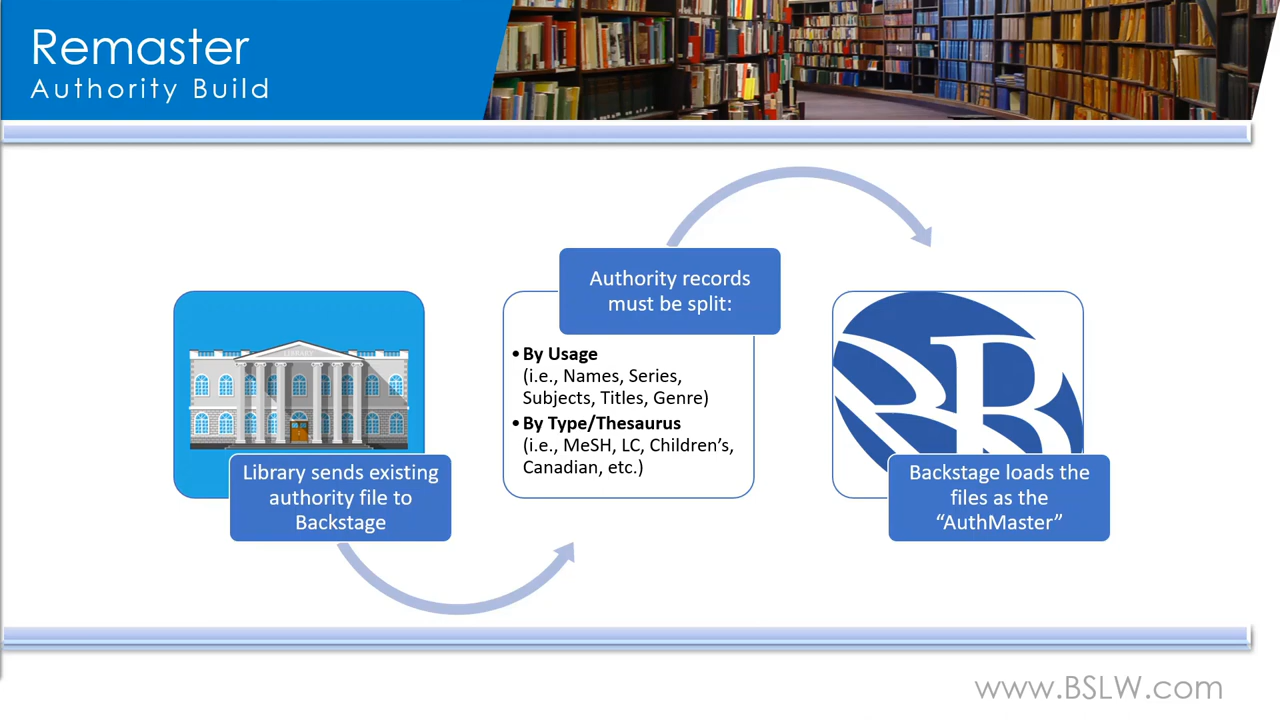 Remaster
Authority Build
Authority records
must be split:
• By Usage
(i.e., Names, Series,
Subjects, Titles, Genre)
• By Type/Thesaurus
(i.e., MeSH, LC, Children’s,
Canadian, etc.)
LIBRARY
Library sends existing
authority file to
Backstage
Backstage loads the
files as the
“AuthMaster”
www.BSLW.com